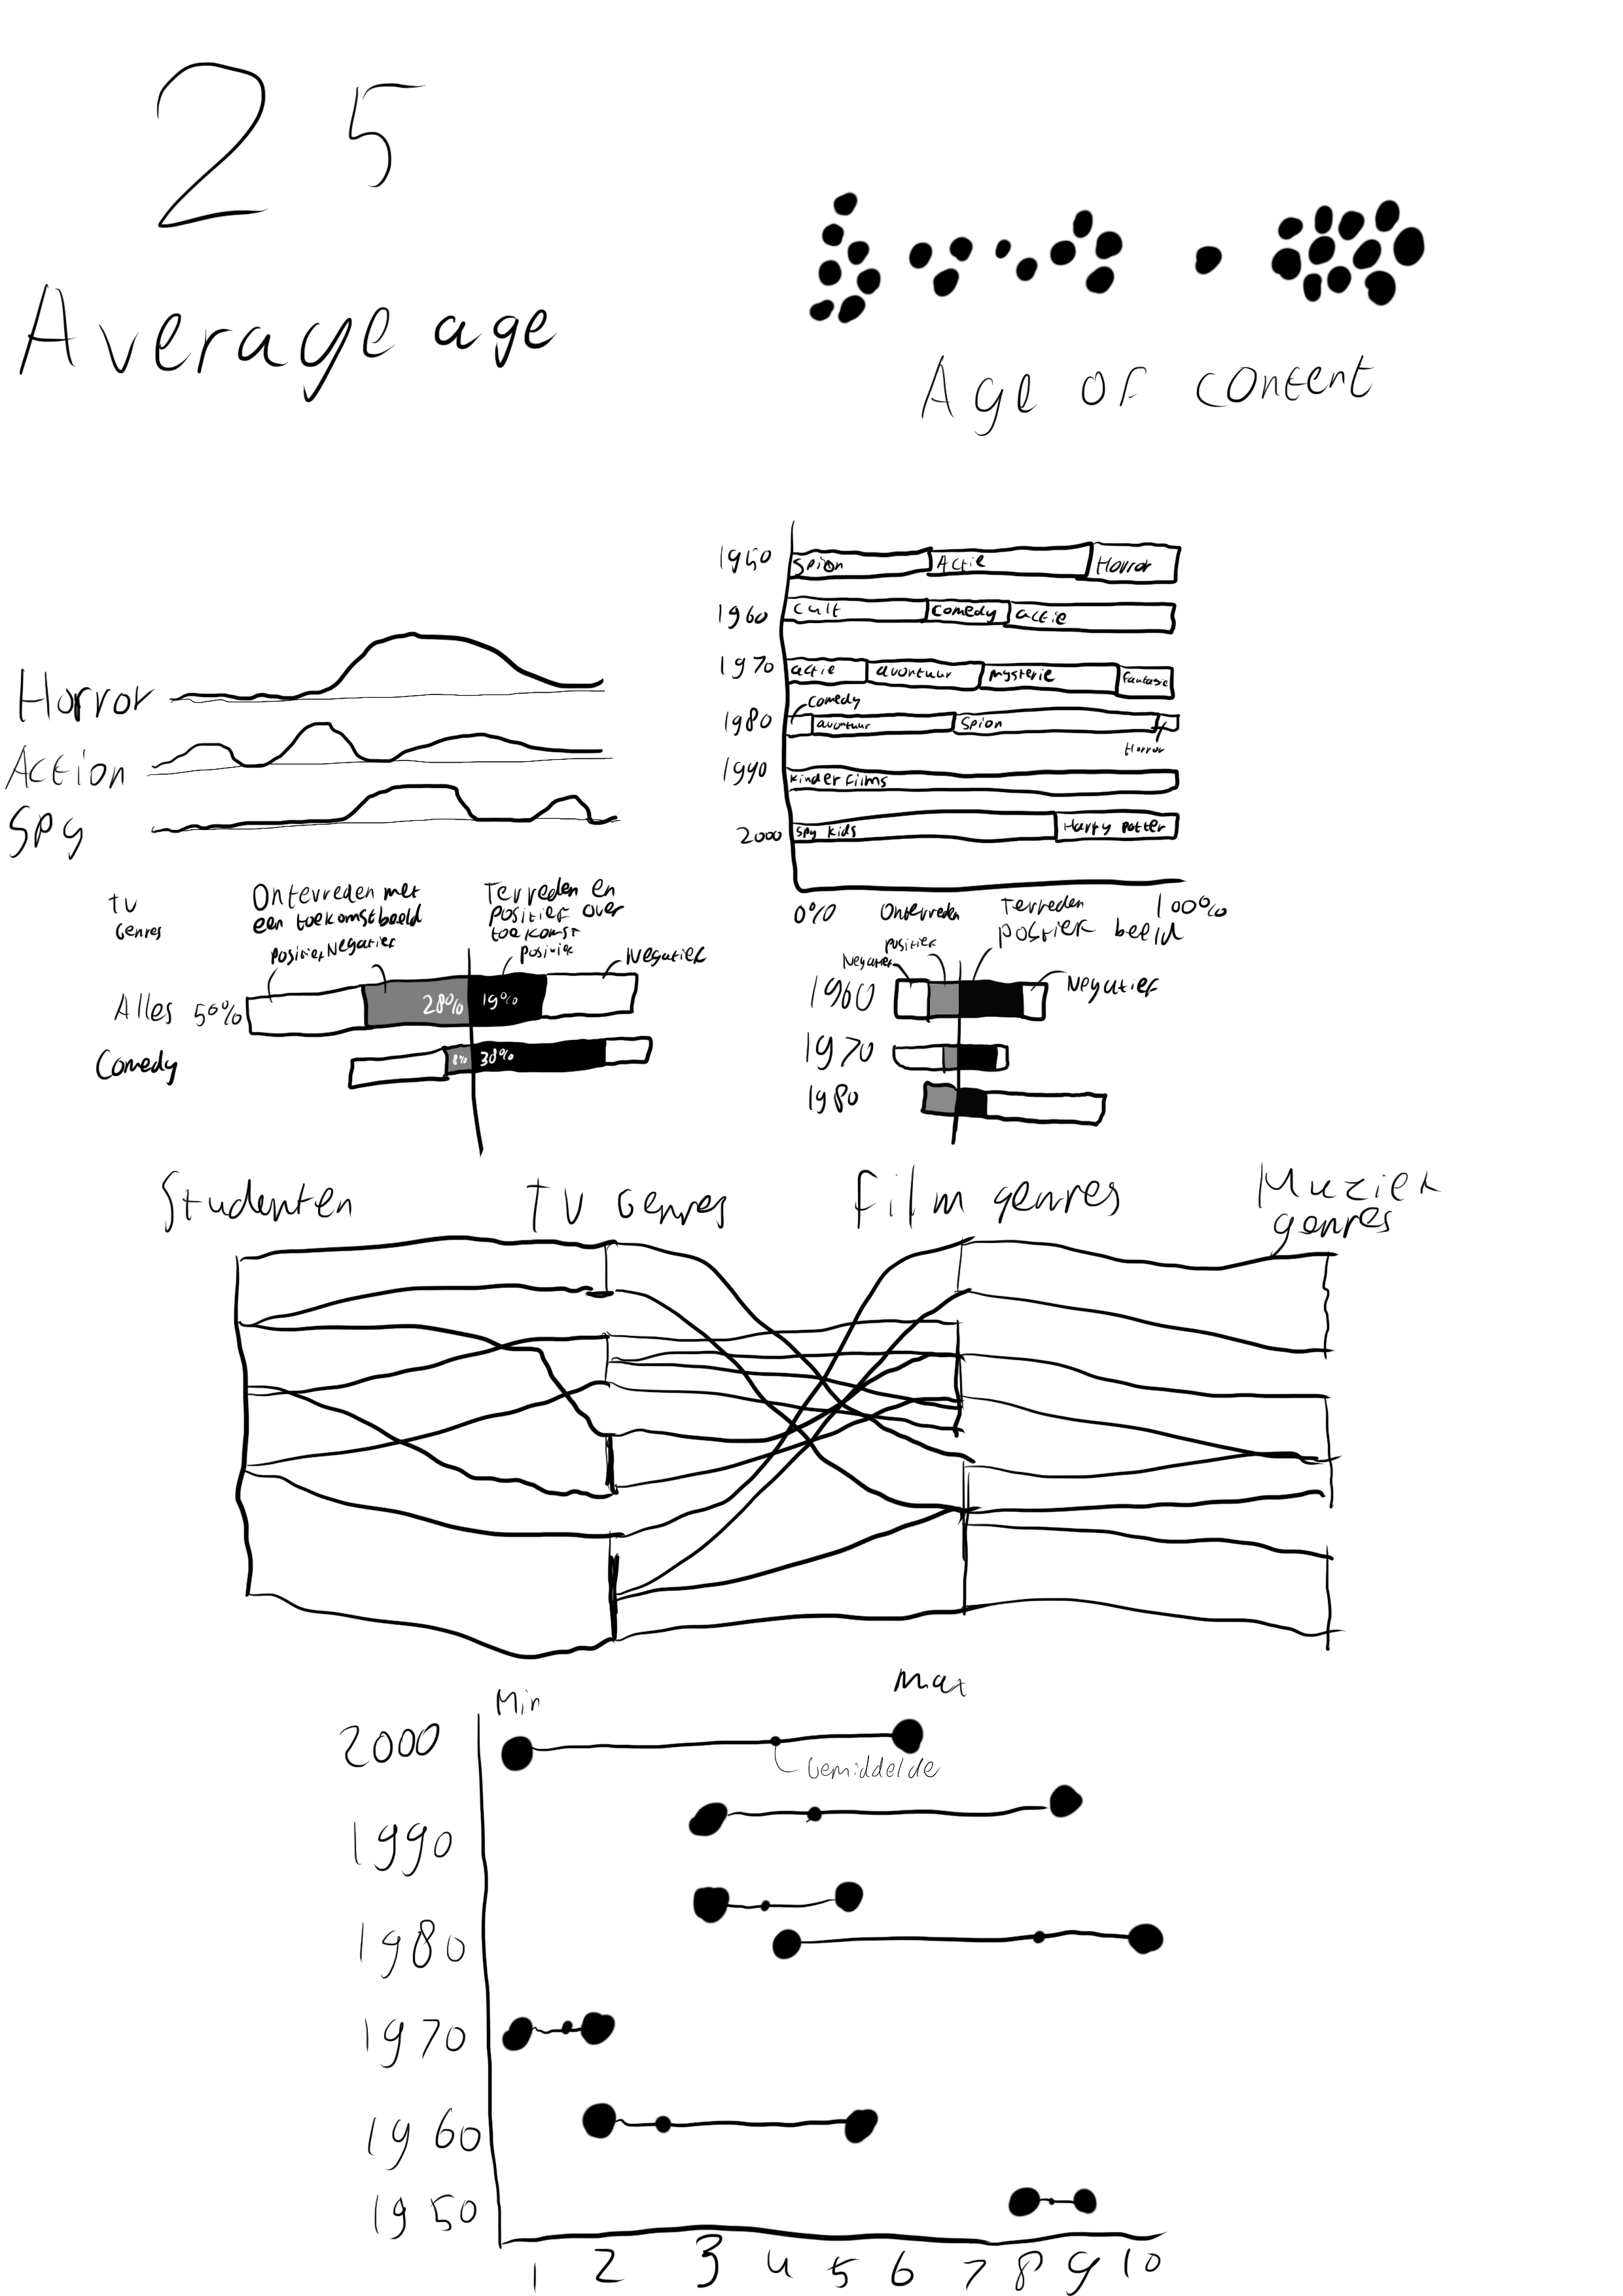 25
Average age
Age of content
Horror
Action
Spy
1950 Spion Actie Horror
1960 Cult Comedy actie
1970 actie avontuur mysterie fantasie
Comedy
1980 avontuur Spion
Horror
1990 kinder films
2000 spy kids Harry Potter
0% 100%
TV
Genres
Ontevreden met
een toekomstbeeld
Positief Negatief
Tevreden en
positief over
toekomst
positief
Negatief
Alles 50% 28% 19%
Comedy 8% 38%
Ontevreden
positief
Negatief
Tevreden
positief beeld
Negatief
1960
1970
1980
Studenten TV Genres Film genres Muziek
genres
Min Max
2000
Gemiddelde
1990
1980
1970
1960
1950
1 2 3 4 5 6 7 8 9 10